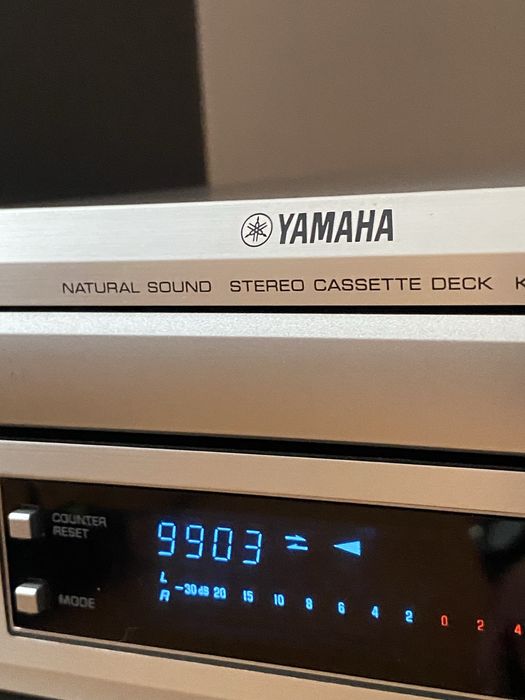 YAMAHA
NATURAL SOUND STEREO CASSETTE DECK K
COUNTER
RESET
9903
L
R -30dB 20 15 10 8 6 4 2 0 2 4
MODE